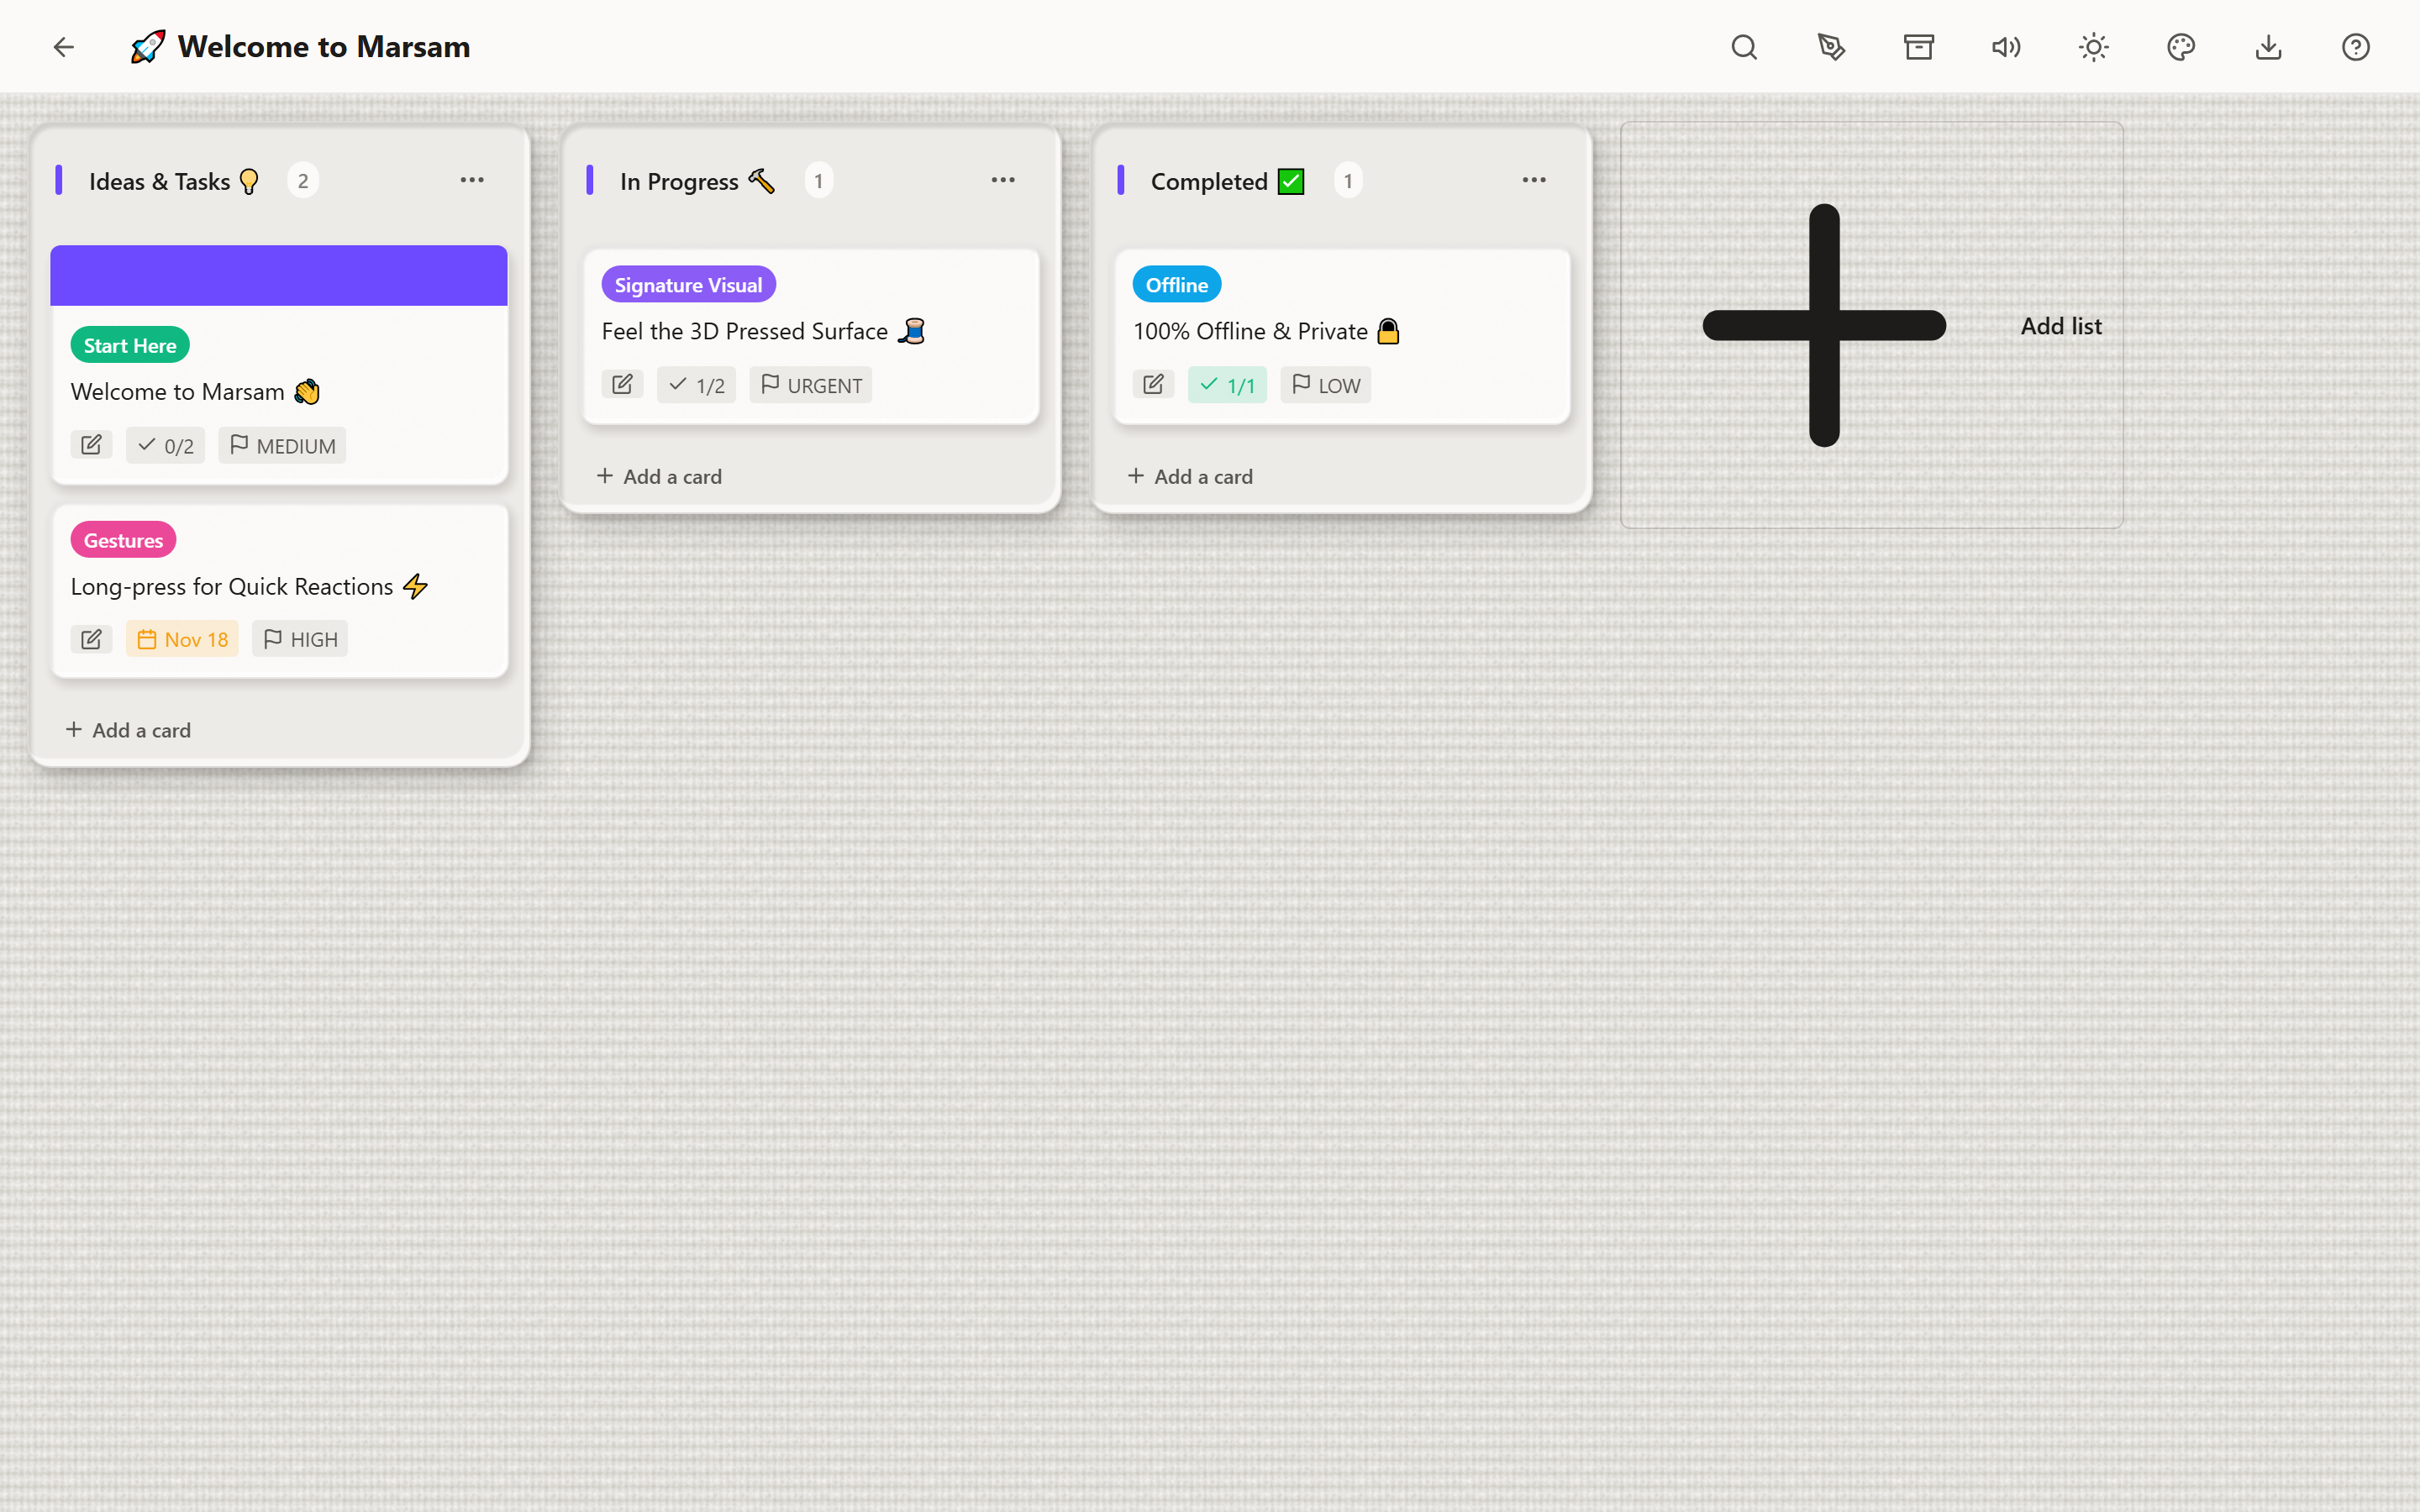 🚀 Welcome to Marsam
Ideas & Tasks 💡 2
Start Here
Welcome to Marsam 👋
0/2 MEDIUM
Gestures
Long-press for Quick Reactions ⚡
Nov 18 HIGH
+ Add a card
In Progress 🔨 1
Signature Visual
Feel the 3D Pressed Surface 🧵
1/2 URGENT
+ Add a card
Completed ✅ 1
Offline
100% Offline & Private 🔒
1/1 LOW
+ Add a card
Add list